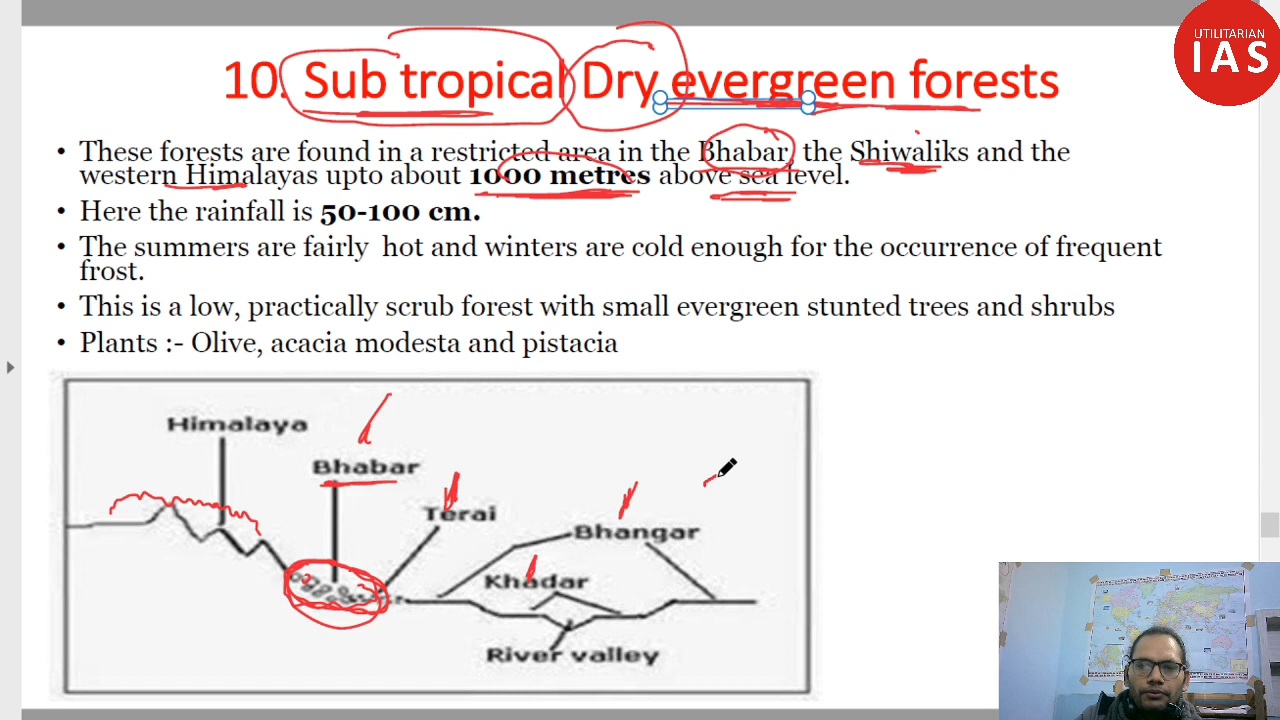 UTILITARIAN
IAS
10. Sub tropical Dry evergreen forests
• These forests are found in a restricted area in the Bhabar, the Shiwaliks and the
western Himalayas upto about 1000 metres above sea level.
• Here the rainfall is 50-100 cm.
• The summers are fairly hot and winters are cold enough for the occurrence of frequent
frost.
• This is a low, practically scrub forest with small evergreen stunted trees and shrubs
• Plants :- Olive, acacia modesta and pistacia
Himalaya
Bhabar
Terai
Bhangar
Khadar
River valley